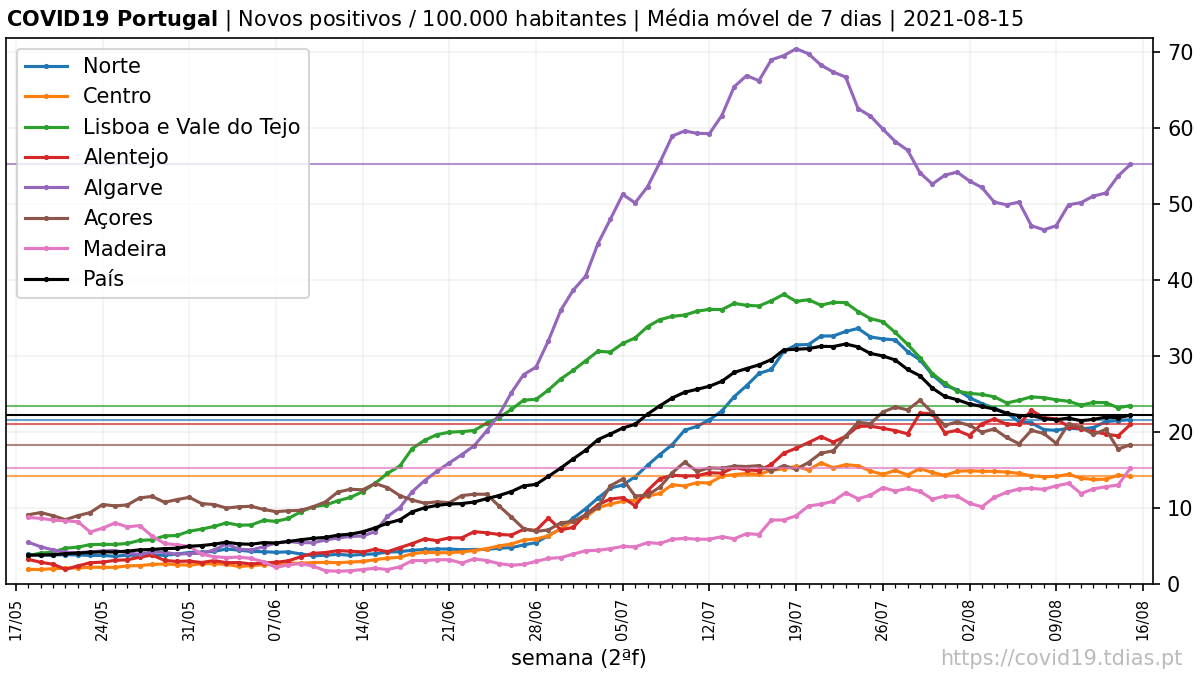 COVID19 Portugal | Novos positivos / 100.000 habitantes | Média móvel de 7 dias | 2021-08-15
Norte
Centro
Lisboa e Vale do Tejo
Alentejo
Algarve
Açores
Madeira
País
70
60
50
40
30
20
10
0
17/05 24/05 31/05 07/06 14/06 21/06 28/06 05/07 12/07 19/07 26/07 02/08 09/08 16/08
semana (2ªf)
https://covid19.tdias.pt